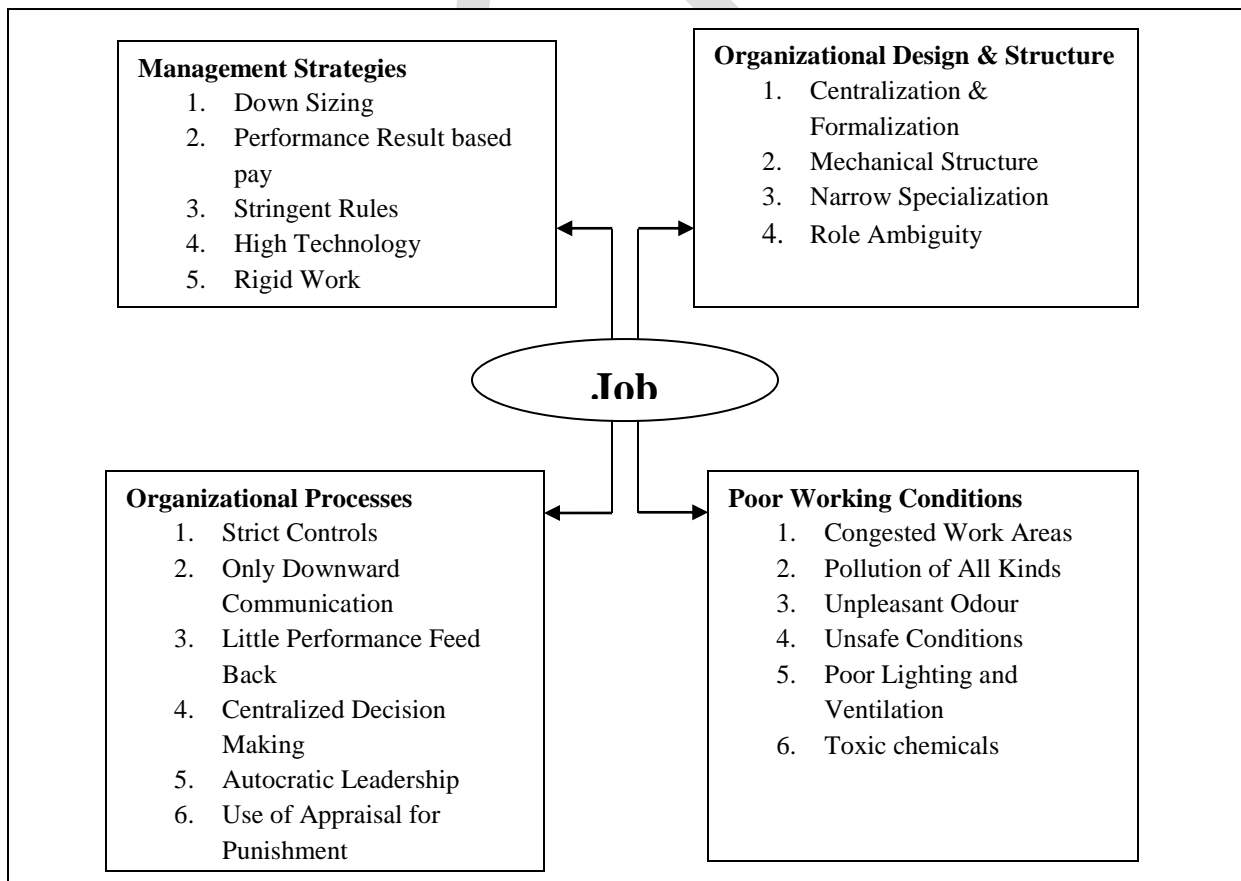 Management Strategies
1. Down Sizing
2. Performance Result based
pay
3. Stringent Rules
4. High Technology
5. Rigid Work
Organizational Design & Structure
1. Centralization &
Formalization
2. Mechanical Structure
3. Narrow Specialization
4. Role Ambiguity
Job
Organizational Processes
1. Strict Controls
2. Only Downward
Communication
3. Little Performance Feed
Back
4. Centralized Decision
Making
5. Autocratic Leadership
6. Use of Appraisal for
Punishment
Poor Working Conditions
1. Congested Work Areas
2. Pollution of All Kinds
3. Unpleasant Odour
4. Unsafe Conditions
5. Poor Lighting and
Ventilation
6. Toxic chemicals